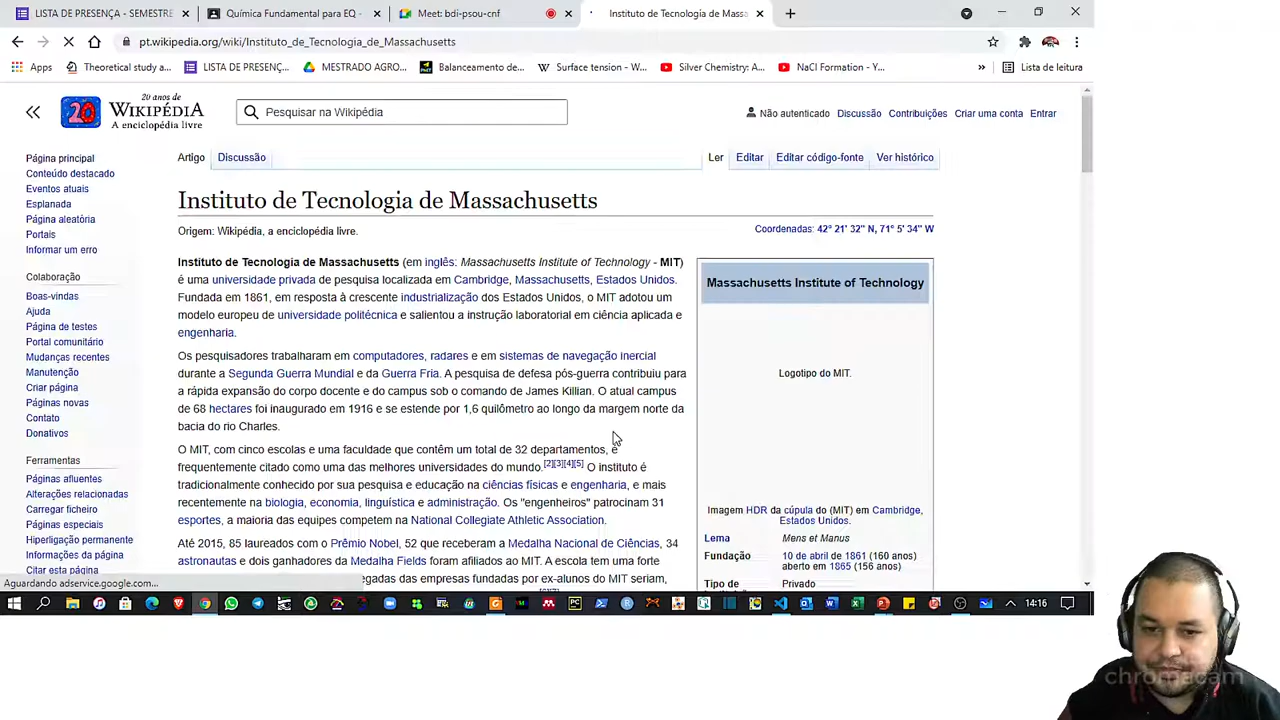 LISTA DE PRESENÇA - SEMESTRE
Química Fundamental para EQ -
Meet: bdi-psou-cnf
Instituto de Tecnologia de Massa
pt.wikipedia.org/wiki/Instituto_de_Tecnologia_de_Massachusetts
Apps
Theoretical study a...
LISTA DE PRESENÇ...
MESTRADO AGRO...
Balanceamento de...
Surface tension - W...
Silver Chemistry: A...
NaCl Formation - Y...
»
Lista de leitura
20 anos de
WIKIPÉDIA
A enciclopédia livre
Pesquisar na Wikipédia
Não autenticado Discussão Contribuições Criar uma conta Entrar
Artigo Discussão Ler Editar Editar código-fonte Ver histórico
Página principal
Conteúdo destacado
Eventos atuais
Esplanada
Página aleatória
Portais
Informar um erro
Colaboração
Boas-vindas
Ajuda
Página de testes
Portal comunitário
Mudanças recentes
Manutenção
Criar página
Páginas novas
Contato
Donativos
Ferramentas
Páginas afluentes
Alterações relacionadas
Carregar ficheiro
Páginas especiais
Hiperligação permanente
Informações da página
Citar esta página
Instituto de Tecnologia de Massachusetts
Origem: Wikipédia, a enciclopédia livre.
Coordenadas: 42° 21' 32" N, 71° 5' 34" W
Instituto de Tecnologia de Massachusetts (em inglês: Massachusetts Institute of Technology - MIT)
é uma universidade privada de pesquisa localizada em Cambridge, Massachusetts, Estados Unidos.
Fundada em 1861, em resposta à crescente industrialização dos Estados Unidos, o MIT adotou um
modelo europeu de universidade politécnica e salientou a instrução laboratorial em ciência aplicada e
engenharia.
Os pesquisadores trabalharam em computadores, radares e em sistemas de navegação inercial
durante a Segunda Guerra Mundial e da Guerra Fria. A pesquisa de defesa pós-guerra contribuiu para
a rápida expansão do corpo docente e do campus sob o comando de James Killian. O atual campus
de 68 hectares foi inaugurado em 1916 e se estende por 1,6 quilômetro ao longo da margem norte da
bacia do rio Charles.
O MIT, com cinco escolas e uma faculdade que contêm um total de 32 departamentos, é
frequentemente citado como uma das melhores universidades do mundo.[2][3][4][5] O instituto é
tradicionalmente conhecido por sua pesquisa e educação na ciências físicas e engenharia, e mais
recentemente na biologia, economia, linguística e administração. Os "engenheiros" patrocinam 31
esportes, a maioria das equipes competem na National Collegiate Athletic Association.
Até 2015, 85 laureados com o Prêmio Nobel, 52 que receberam a Medalha Nacional de Ciências, 34
astronautas e dois ganhadores da Medalha Fields foram afiliados ao MIT. A escola tem uma forte
egadas das empresas fundadas por ex-alunos do MIT seriam,
Massachusetts Institute of Technology
Logotipo do MIT.
Imagem HDR da cúpula do (MIT) em Cambridge,
Estados Unidos.
Lema Mens et Manus
Fundação 10 de abril de 1861 (160 anos)
aberto em 1865 (156 anos)
Tipo de Privado
Aguardando adservice.google.com...
14:16
chromacam